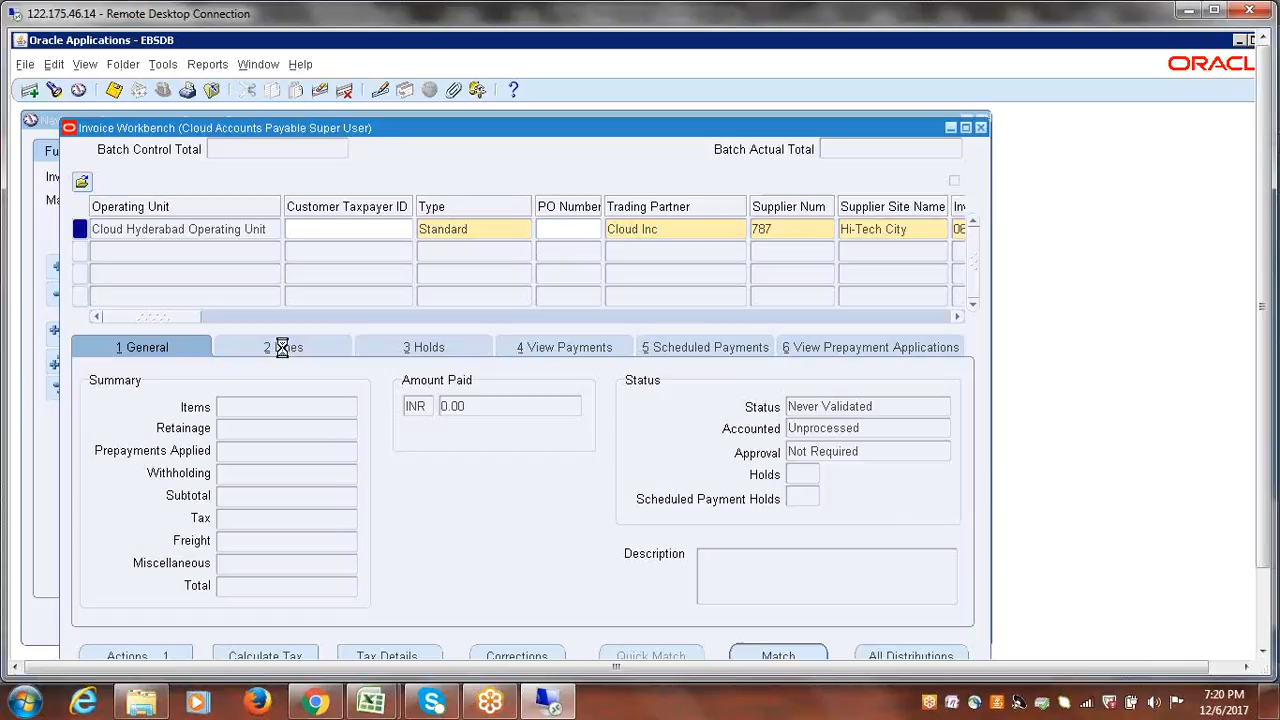 122.175.46.14 - Remote Desktop Connection
Oracle Applications - EBSDB
File Edit View Folder Tools Reports Window Help
ORACL
Invoice Workbench (Cloud Accounts Payable Super User)
Fu
Batch Control Total
Batch Actual Total
Inv
Ma
Operating Unit Customer Taxpayer ID Type PO Number Trading Partner Supplier Num Supplier Site Name Inv
Cloud Hyderabad Operating Unit Standard Cloud Inc 787 Hi-Tech City
1 General 2 3 Holds 4 View Payments 5 Scheduled Payments 6 View Prepayment Applications
Summary Amount Paid Status
Items INR 0.00 Status Never Validated
Retainage Accounted Unprocessed
Prepayments Applied Approval Not Required
Withholding Holds
Subtotal Scheduled Payment Holds
Tax
Freight Description
Miscellaneous
Total
Actions... 1 Calculate Tax Tax Details Corrections Quick Match Match All Distributions
7:20 PM
12/6/2017